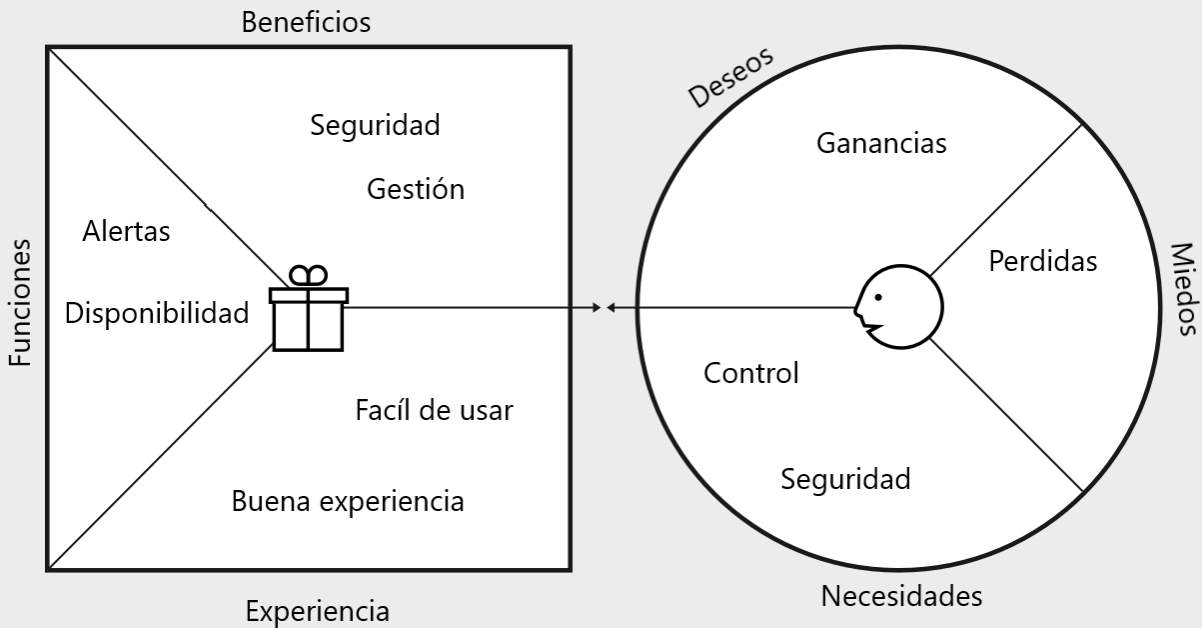 Beneficios
Seguridad
Gestión
Funciones
Alertas
Disponibilidad
Facíl de usar
Buena experiencia
Experiencia
Deseos
Ganancias
Miedos
Perdidas
Control
Seguridad
Necesidades